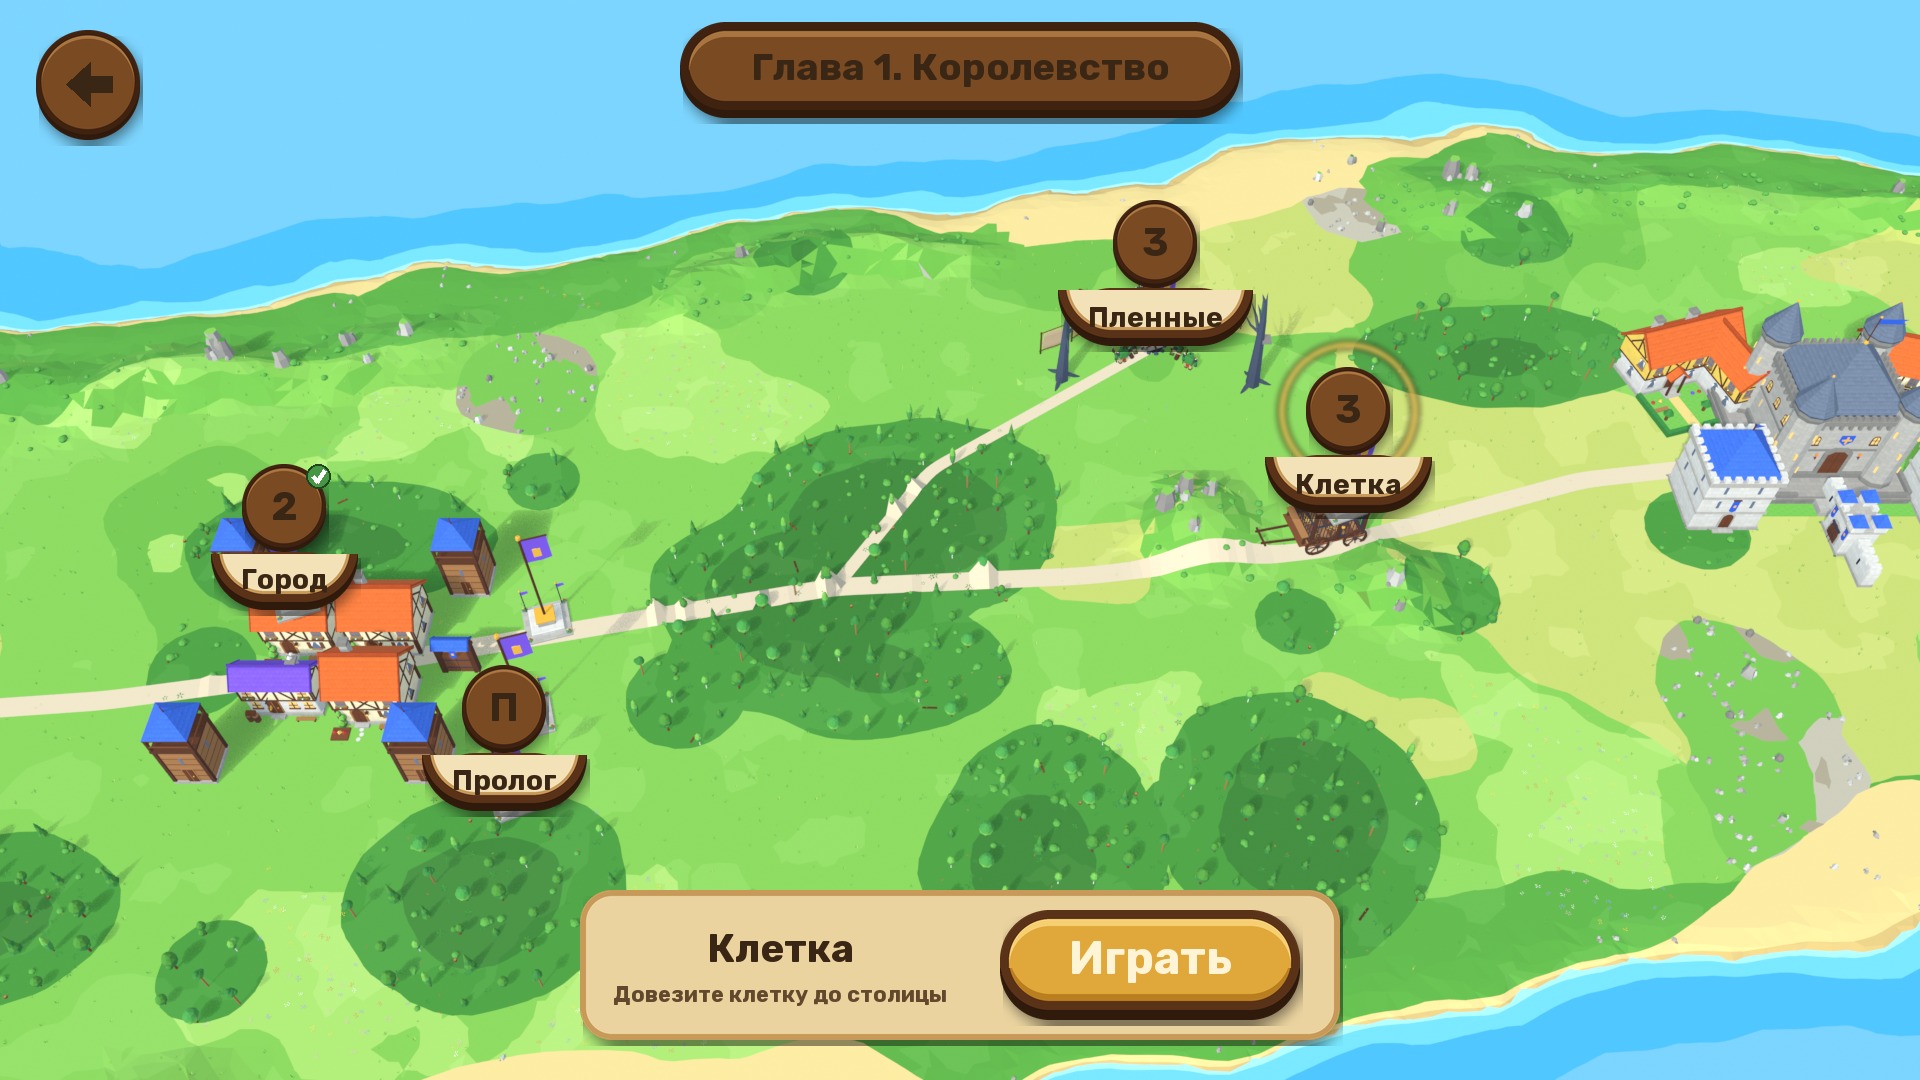 Глава 1. Королевство
3
Пленные
3
Клетка
2
Город
П
Пролог
Клетка
Довезите клетку до столицы
Играть